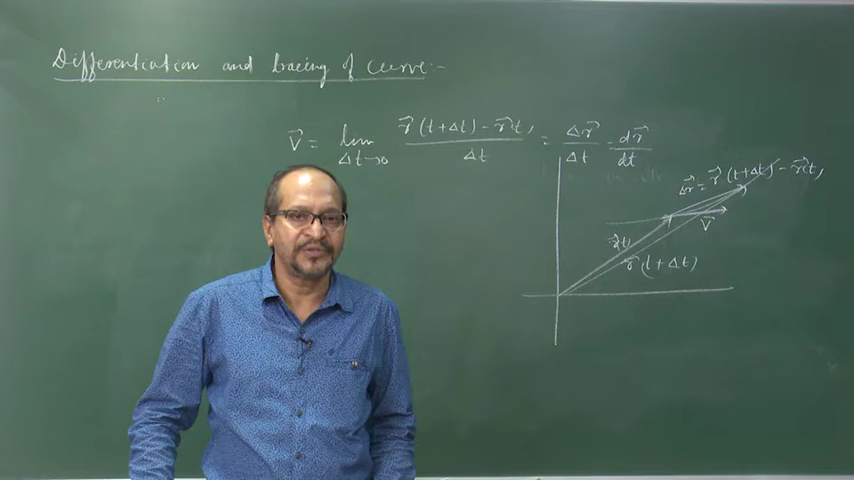 Differentiation and tracing of curve:-
v⃗ = lim Δt→0 r⃗(t+Δt) - r⃗(t) / Δt = Δr⃗ / Δt = dr⃗ / dt
Δr⃗ = r⃗(t+Δt) - r⃗(t)
v⃗
r⃗(t)
r⃗(t+Δt)